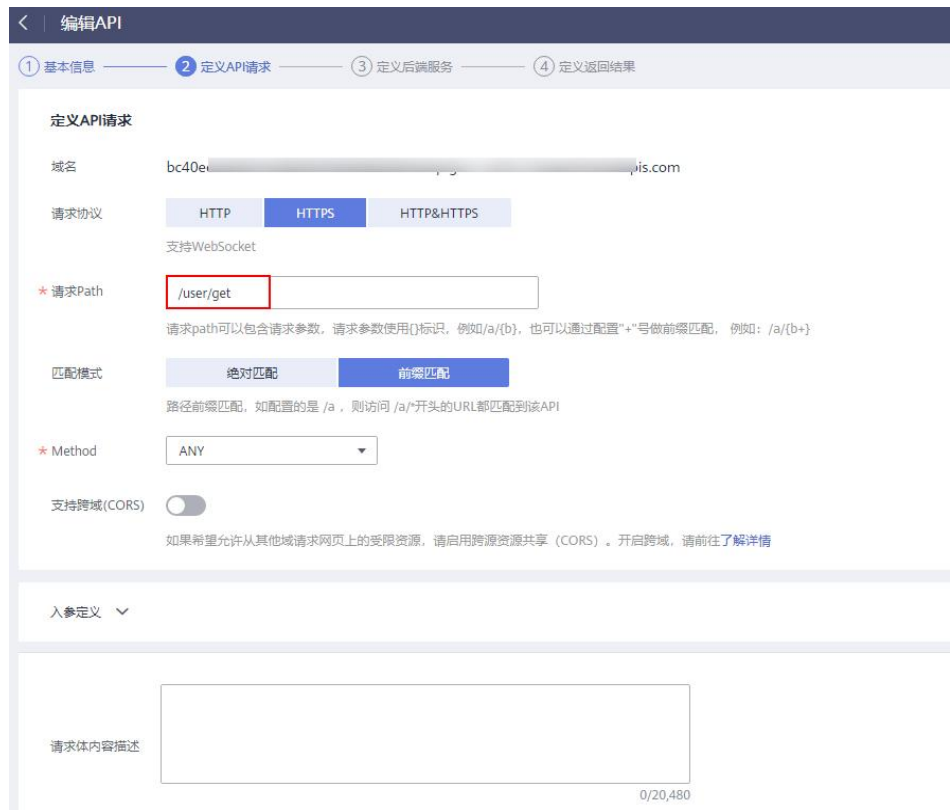 编辑API
1 基本信息 2 定义API请求 3 定义后端服务 4 定义返回结果
定义API请求
域名 bc40e pis.com
请求协议 HTTP HTTPS HTTP&HTTPS
支持WebSocket
* 请求Path /user/get
请求path可以包含请求参数，请求参数使用{}标识，例如/a/{b}，也可以通过配置"+"号做前缀匹配， 例如：/a/{b+}
匹配模式 绝对匹配 前缀匹配
路径前缀匹配，如配置的是 /a ，则访问 /a/*开头的URL都匹配到该API
* Method ANY
支持跨域(CORS)
如果希望允许从其他域请求网页上的受限资源，请启用跨源资源共享（CORS）。开启跨域，请前往了解详情
入参定义
请求体内容描述
0/20,480